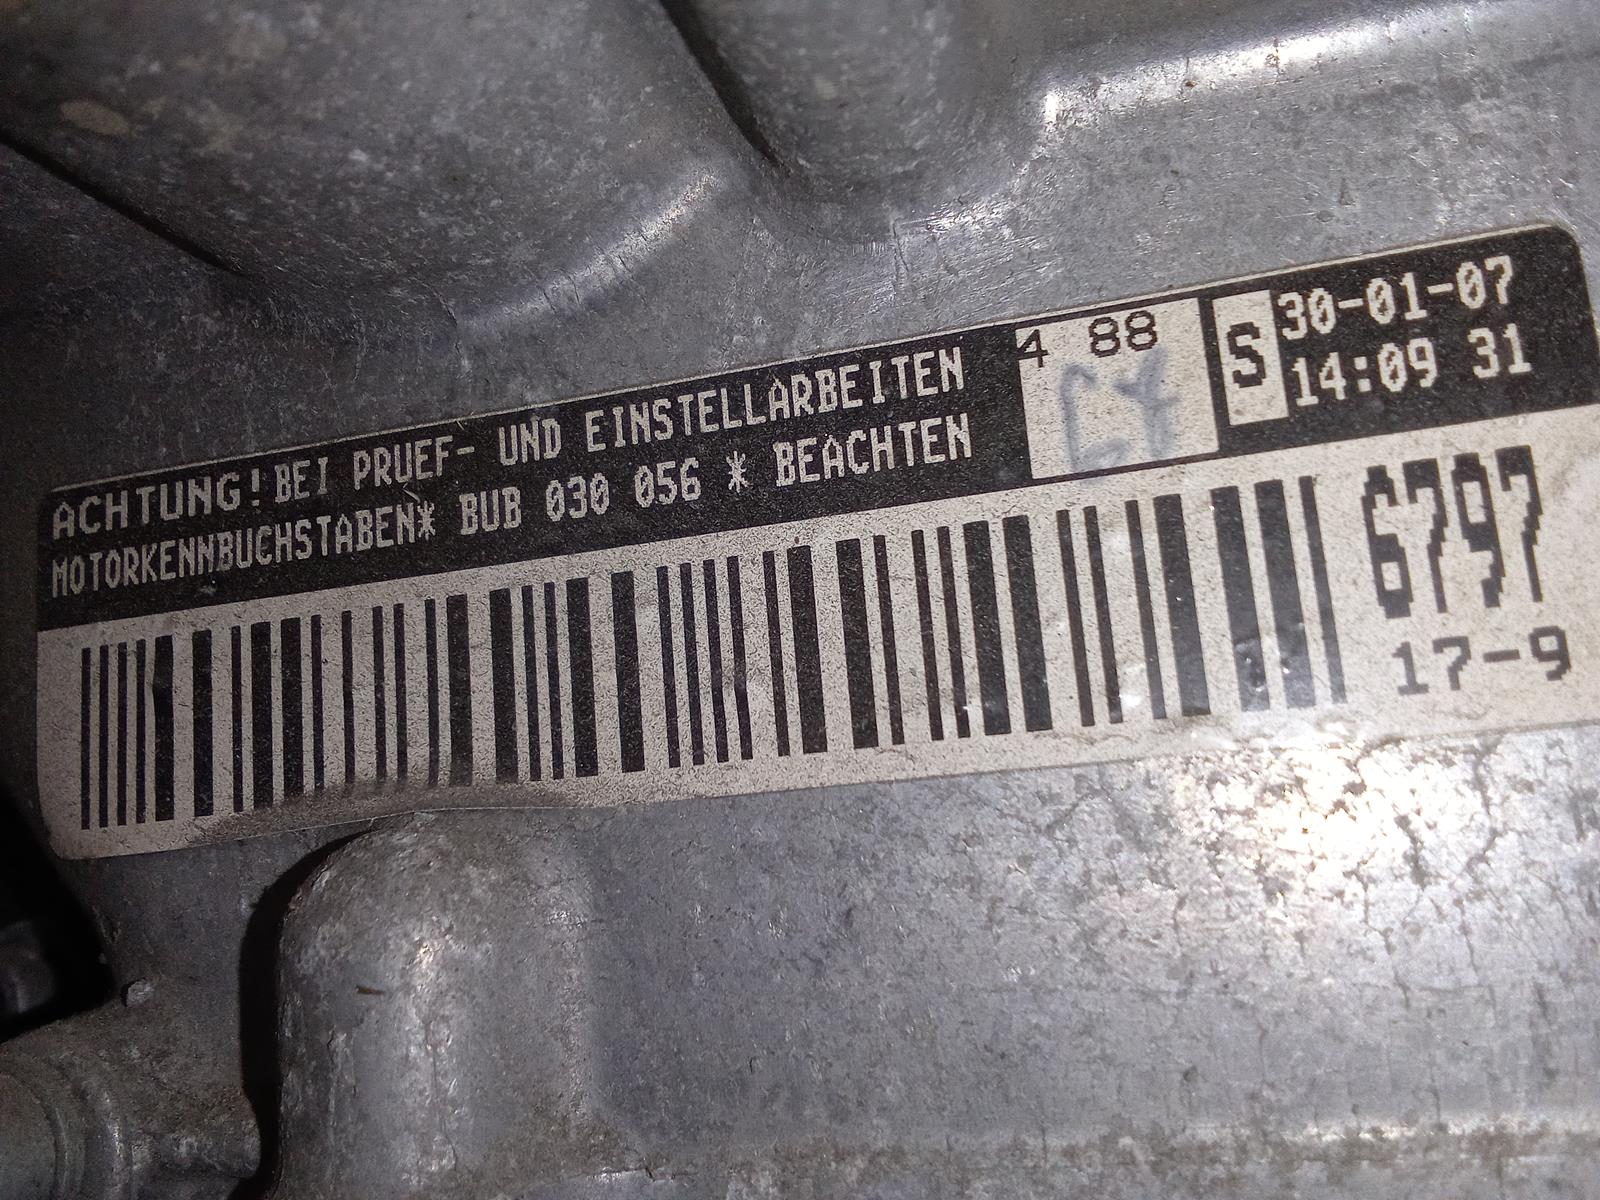 ACHTUNG! BEI PRUEF- UND EINSTELLARBEITEN
MOTORKENNBUCHSTABEN* BUB 030 056 * BEACHTEN
4 88
S
30-01-07
14:09 31
6797
17-9